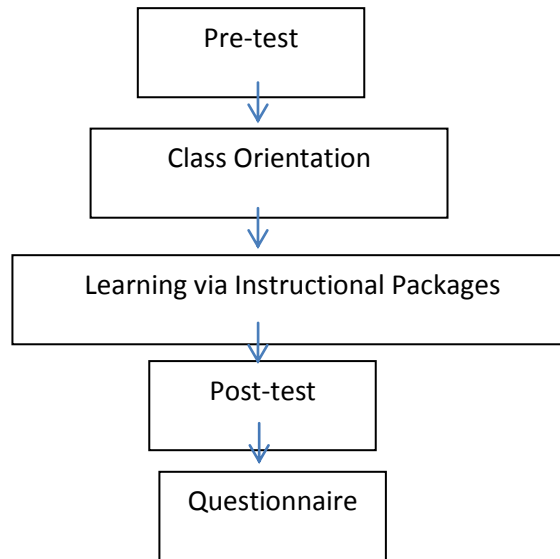 Pre-test
Class Orientation
Learning via Instructional Packages
Post-test
Questionnaire